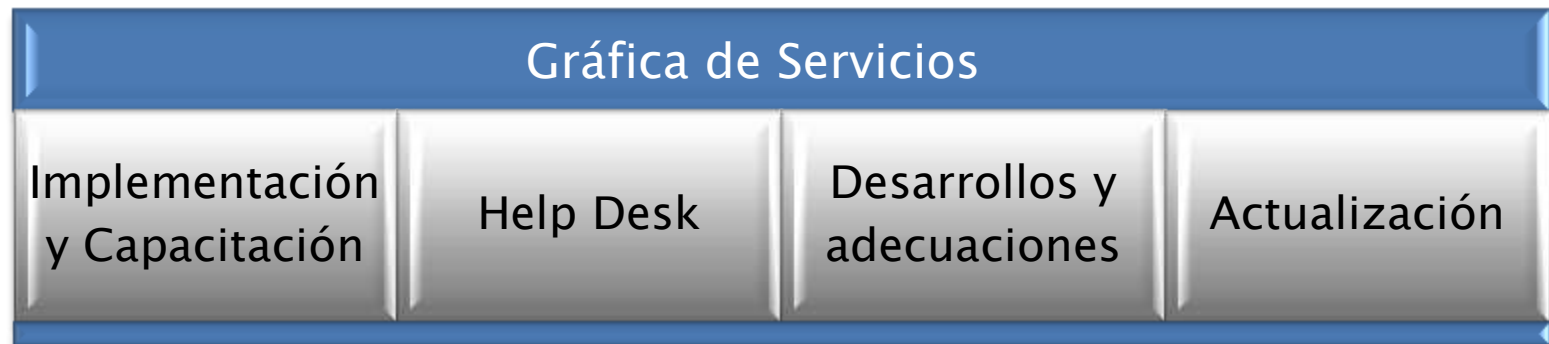 Gráfica de Servicios
Implementación
y Capacitación
Help Desk
Desarrollos y
adecuaciones
Actualización